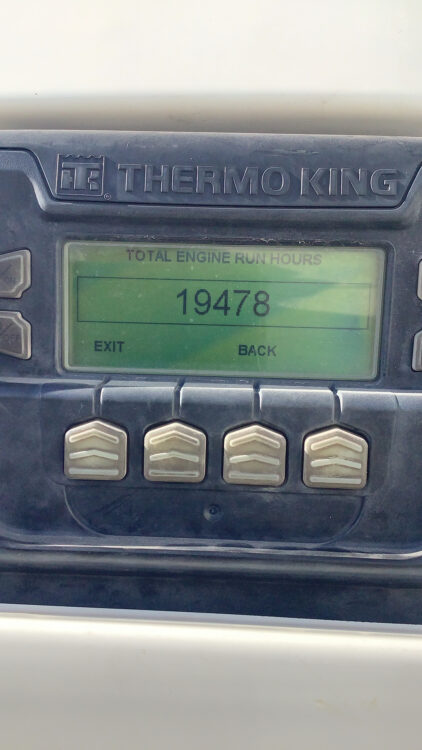 THERMO KING
TOTAL ENGINE RUN HOURS
19478
EXIT BACK